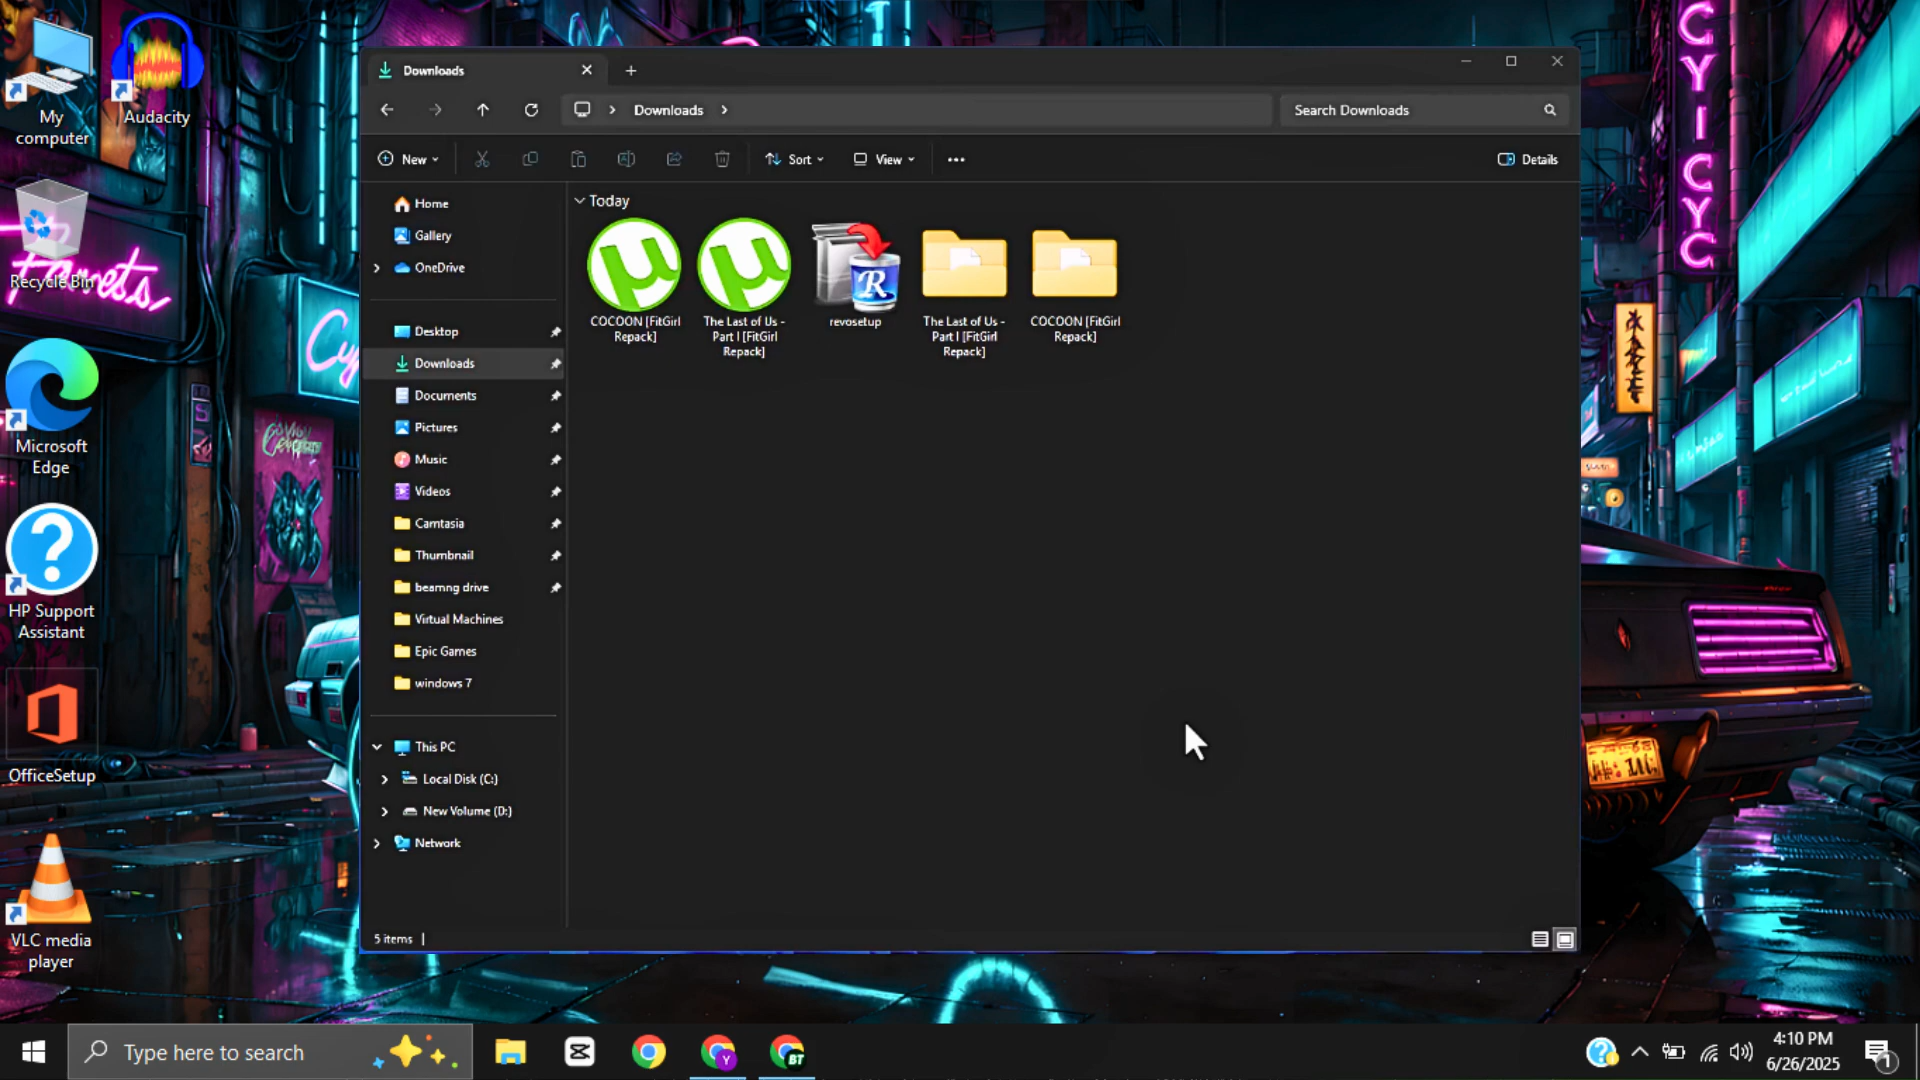 My
computer
Audacity
Recycle Bin
Microsoft
Edge
HP Support
Assistant
OfficeSetup
VLC media
player
Downloads
Downloads
Search Downloads
New
Sort
View
Details
Home
Gallery
OneDrive
Desktop
Downloads
Documents
Pictures
Music
Videos
Camtasia
Thumbnail
beamng drive
Virtual Machines
Epic Games
windows 7
This PC
Local Disk (C:)
New Volume (D:)
Network
Today
COCOON [FitGirl
Repack]
The Last of Us -
Part I [FitGirl
Repack]
revosetup
The Last of Us -
Part I [FitGirl
Repack]
COCOON [FitGirl
Repack]
5 items
CYICYC
Type here to search
Y
BT
4:10 PM
6/26/2025
1